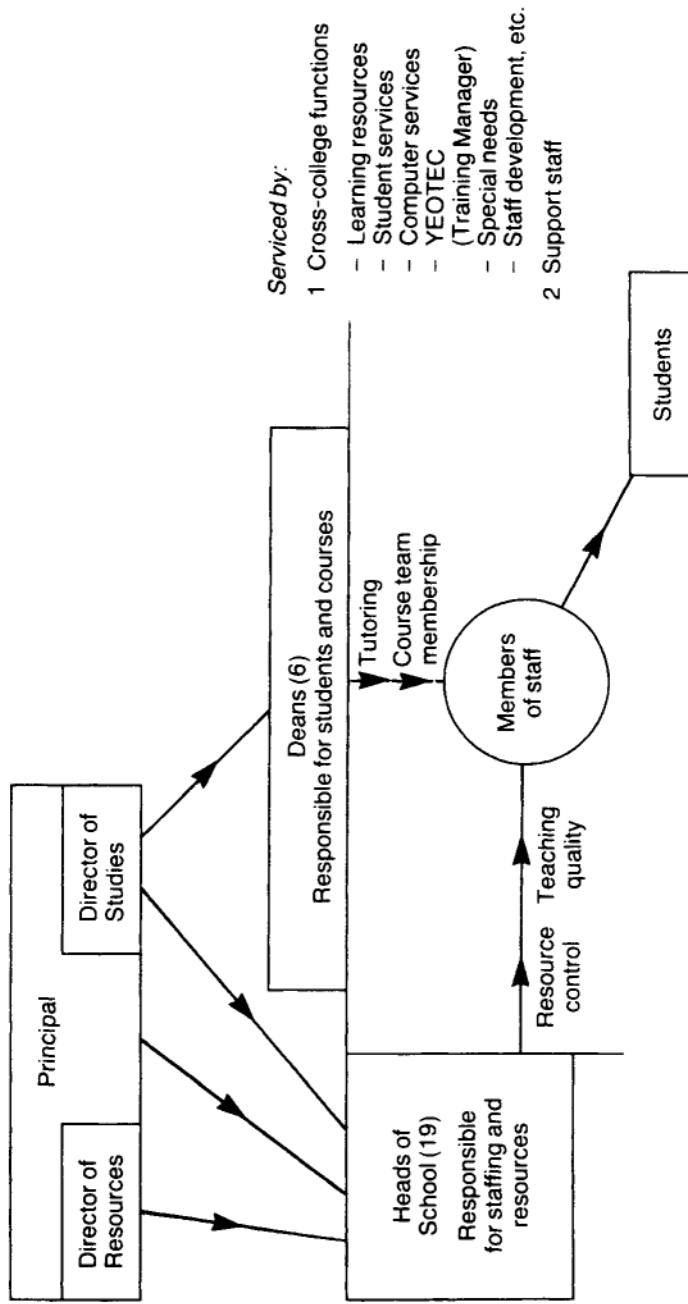 Principal
Director of
Resources
Director of
Studies
Deans (6)
Responsible for students and courses
Serviced by:
1 Cross-college functions
– Learning resources
– Student services
– Computer services
– YEOTEC
(Training Manager)
– Special needs
– Staff development, etc.
2 Support staff
Tutoring
Course team
membership
Heads of
School (19)
Responsible
for staffing and
resources
Resource
control
Teaching
quality
Members
of staff
Students